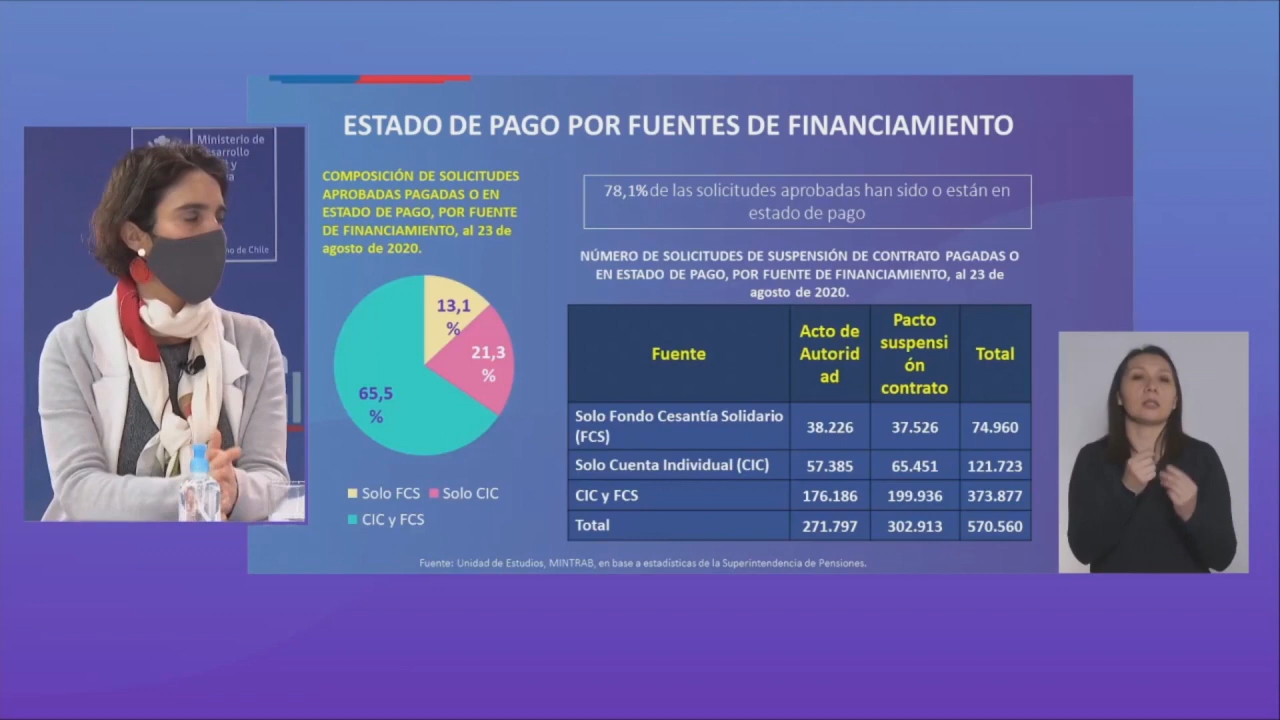 ESTADO DE PAGO POR FUENTES DE FINANCIAMIENTO
Ministerio de
sarrollo
y
no de Chile
COMPOSICIÓN DE SOLICITUDES
APROBADAS PAGADAS O EN
ESTADO DE PAGO, POR FUENTE
DE FINANCIAMIENTO, al 23 de
agosto de 2020.
13,1
%
21,3
%
65,5
%
Solo FCS Solo CIC
CIC y FCS
78,1% de las solicitudes aprobadas han sido o están en
estado de pago
NÚMERO DE SOLICITUDES DE SUSPENSIÓN DE CONTRATO PAGADAS O
EN ESTADO DE PAGO, POR FUENTE DE FINANCIAMIENTO, al 23 de
agosto de 2020.
Fuente Acto de Autorid ad Pacto suspensi ón contrato Total
Solo Fondo Cesantía Solidario
(FCS) 38.226 37.526 74.960
Solo Cuenta Individual (CIC) 57.385 65.451 121.723
CIC y FCS 176.186 199.936 373.877
Total 271.797 302.913 570.560
Fuente: Unidad de Estudios, MINTRAB, en base a estadísticas de la Superintendencia de Pensiones.